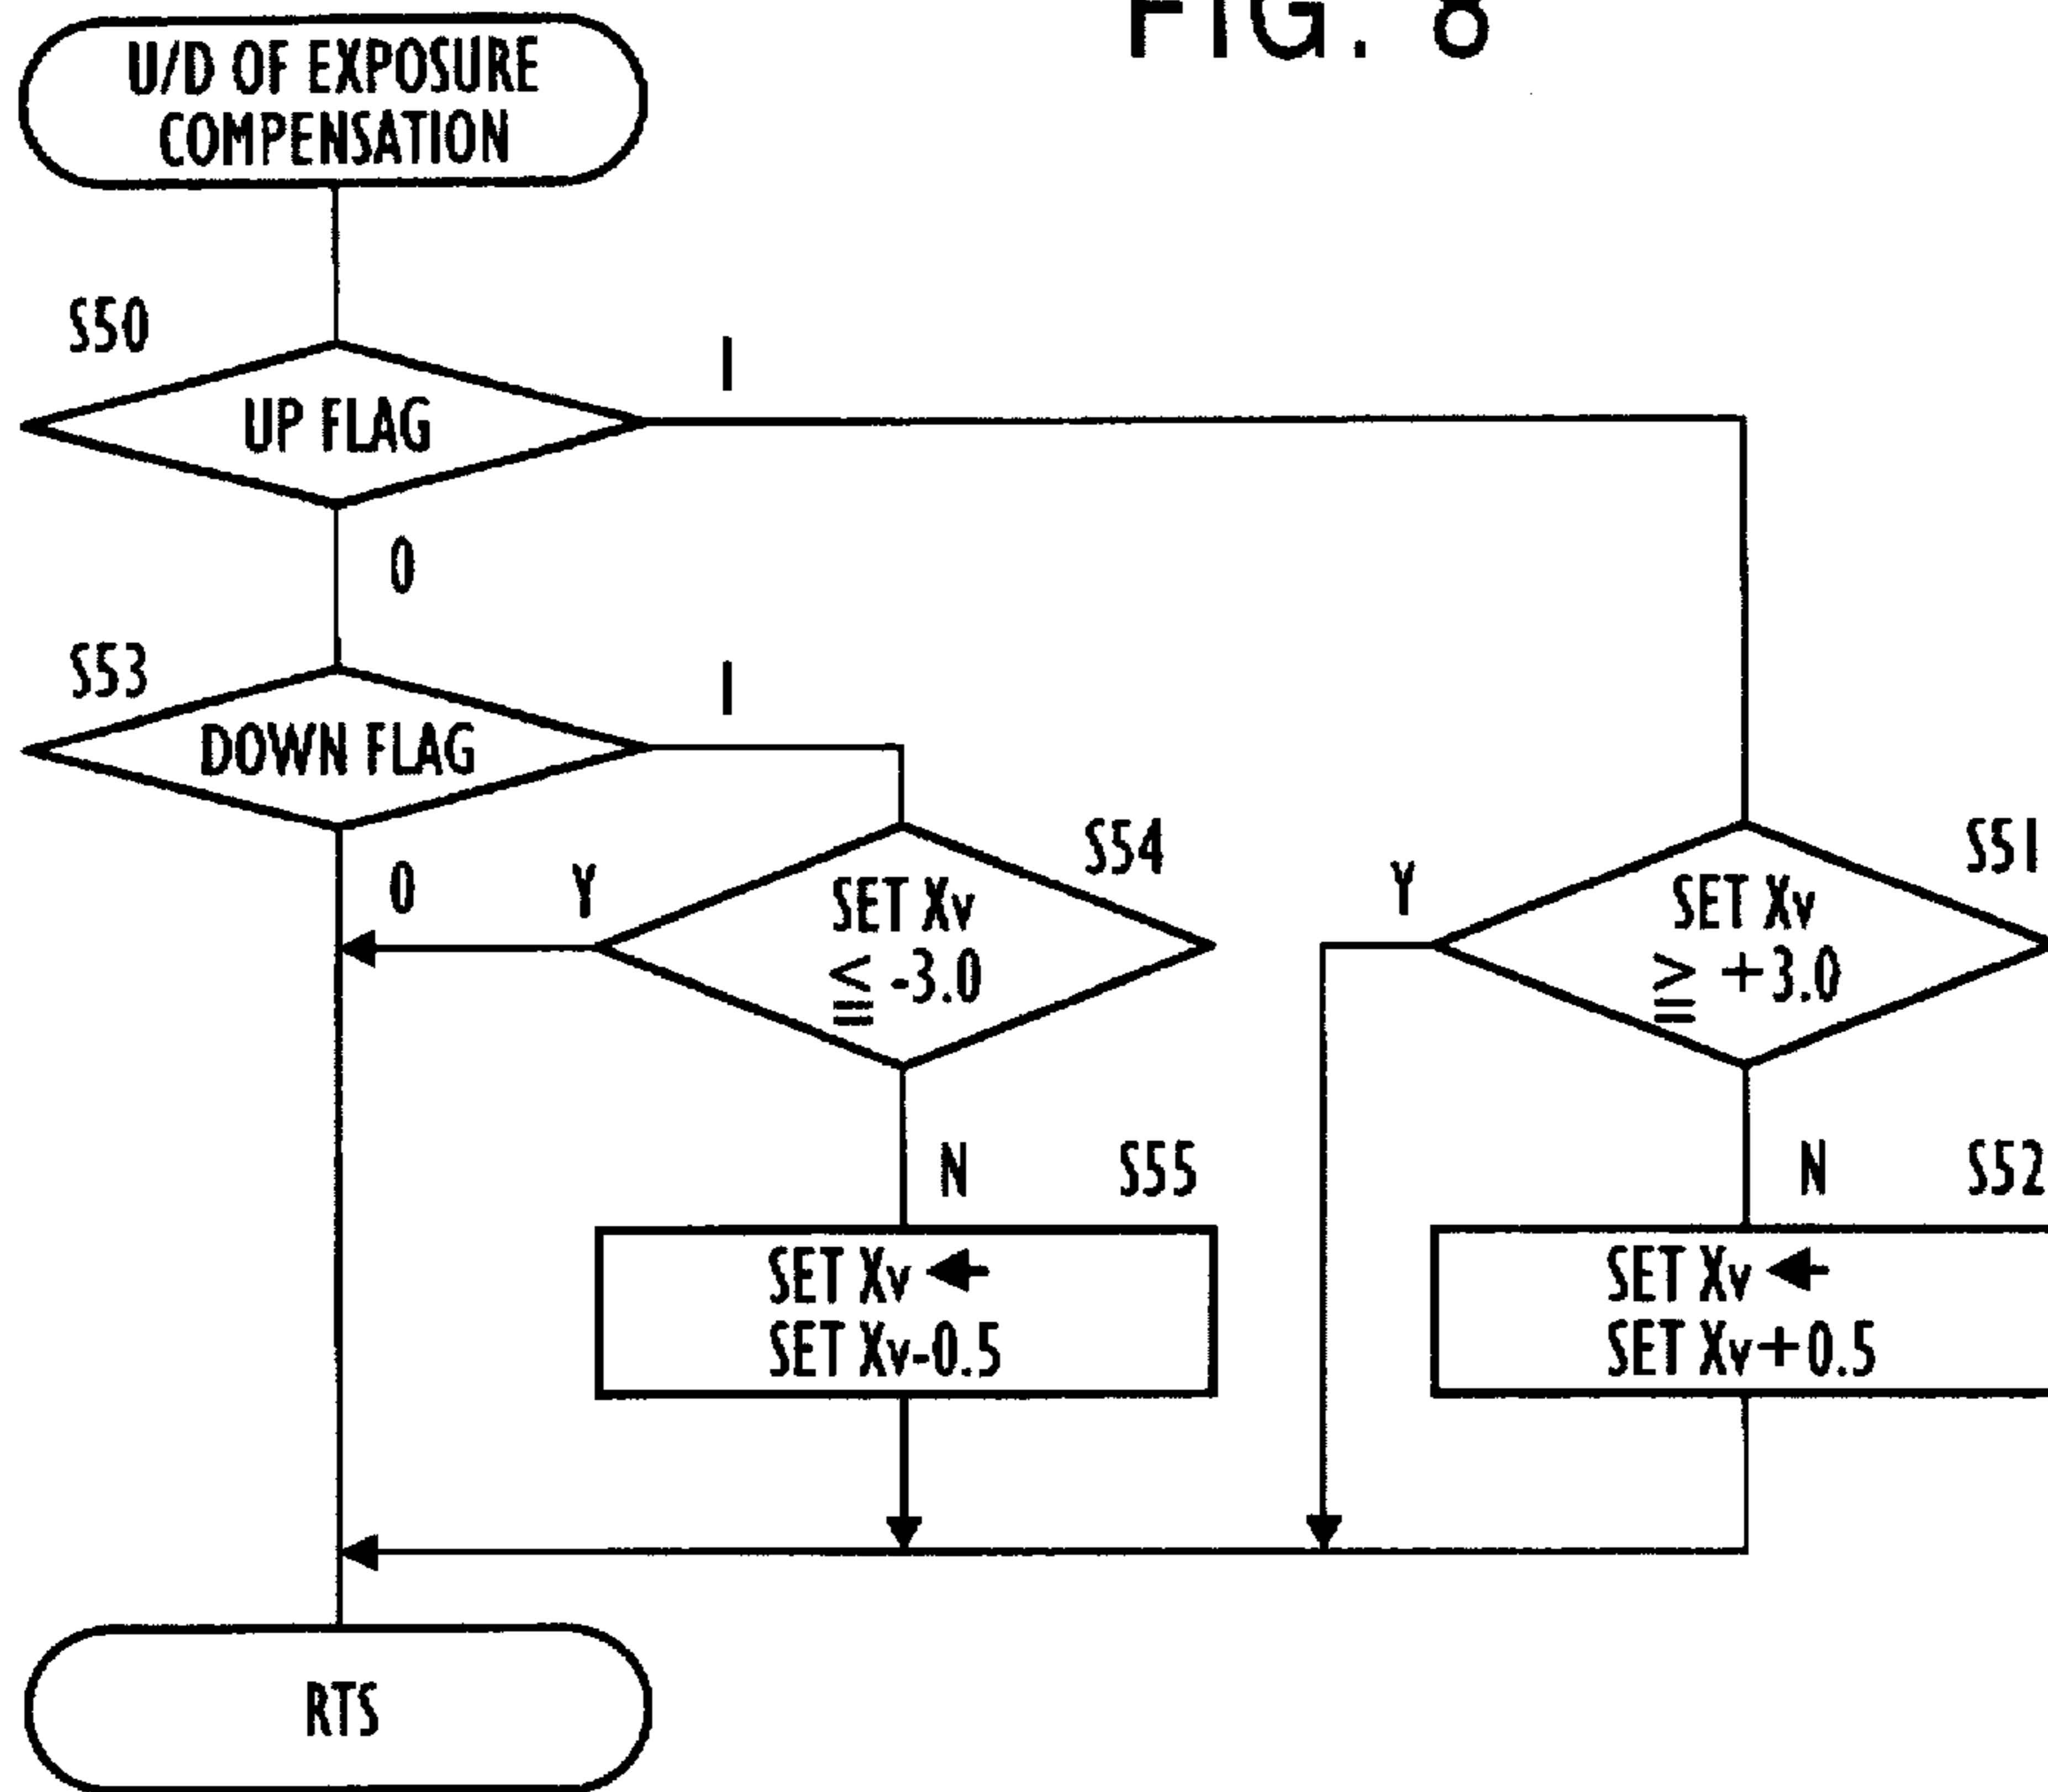 FIG. 8
U/D OF EXPOSURE
COMPENSATION
S50
UP FLAG
1
0
S53
DOWN FLAG
1
0
Y
S54
SET Xv
≦ -3.0
N
S55
SET Xv ←
SET Xv-0.5
Y
S51
SET Xv
≧ +3.0
N
S52
SET Xv ←
SET Xv+0.5
RTS